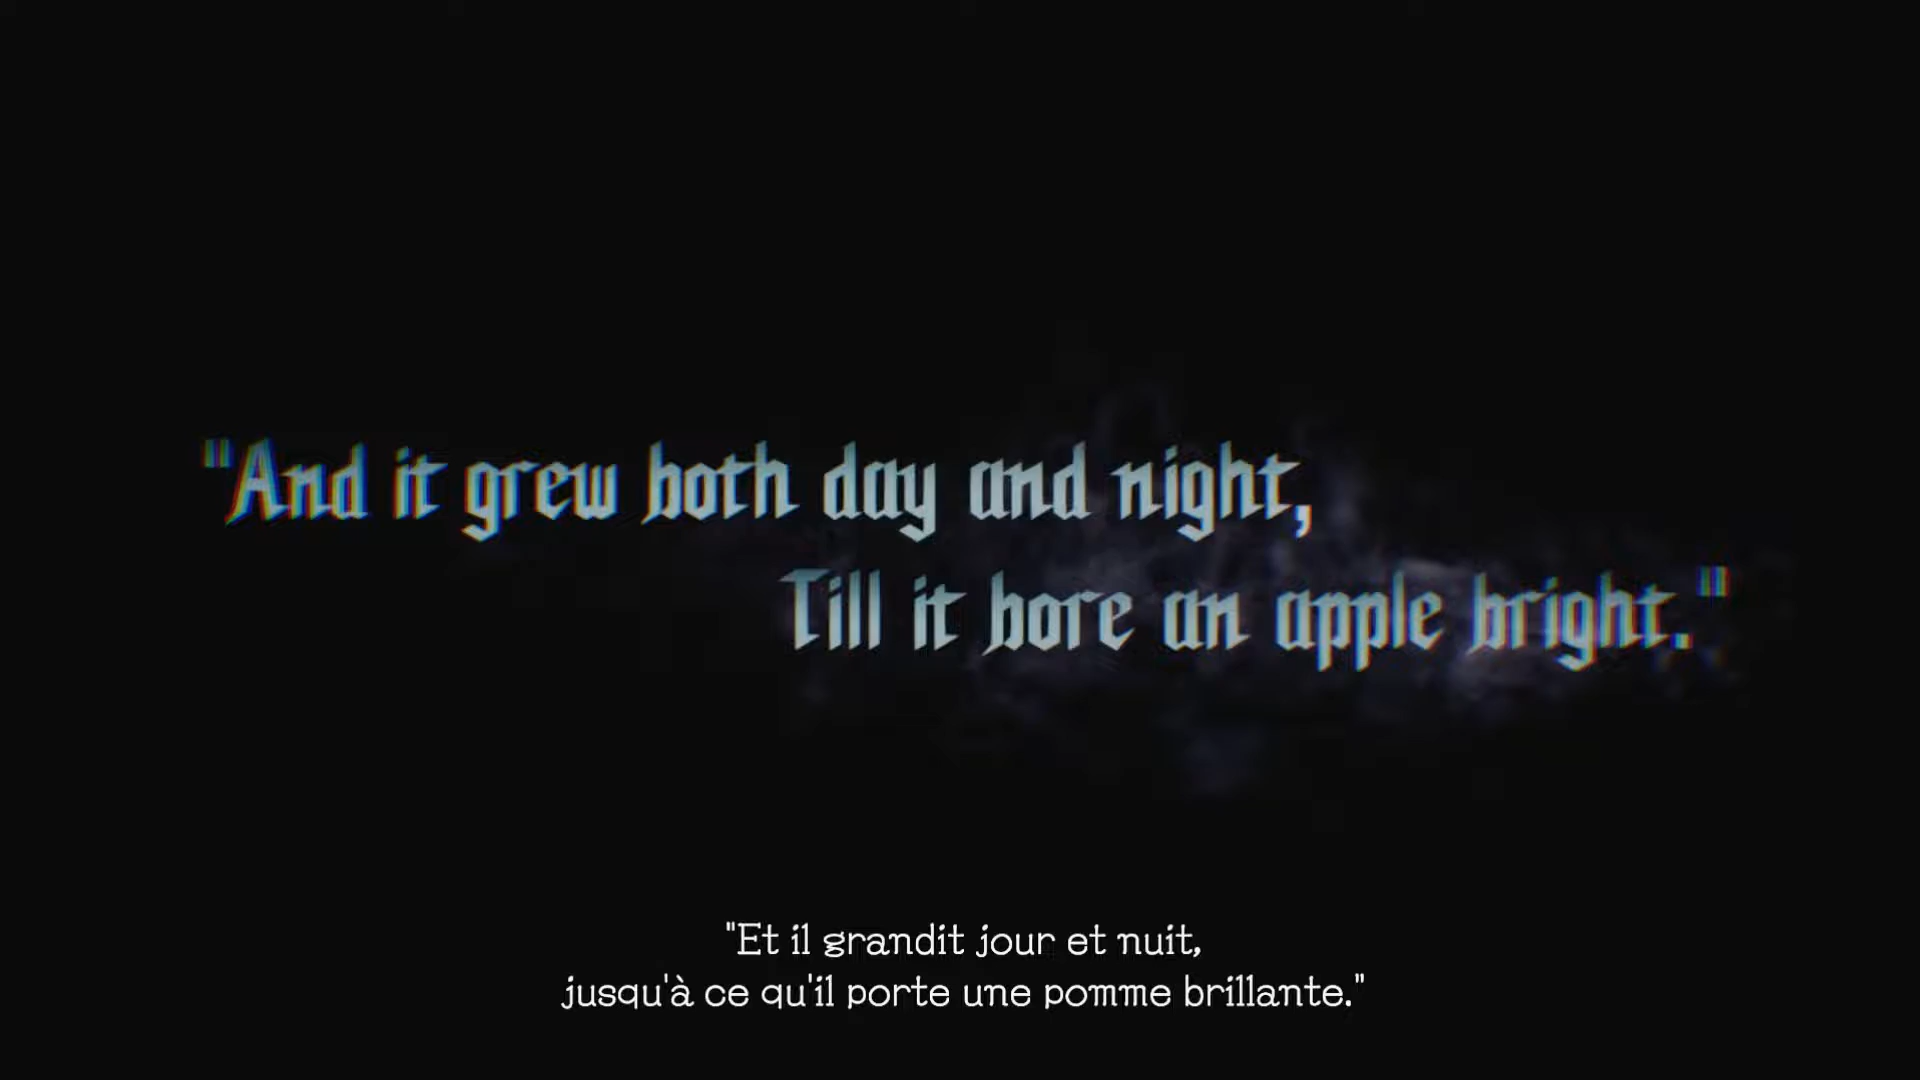 "And it grew both day and night,
Till it bore an apple bright."
"Et il grandit jour et nuit,
jusqu'à ce qu'il porte une pomme brillante."